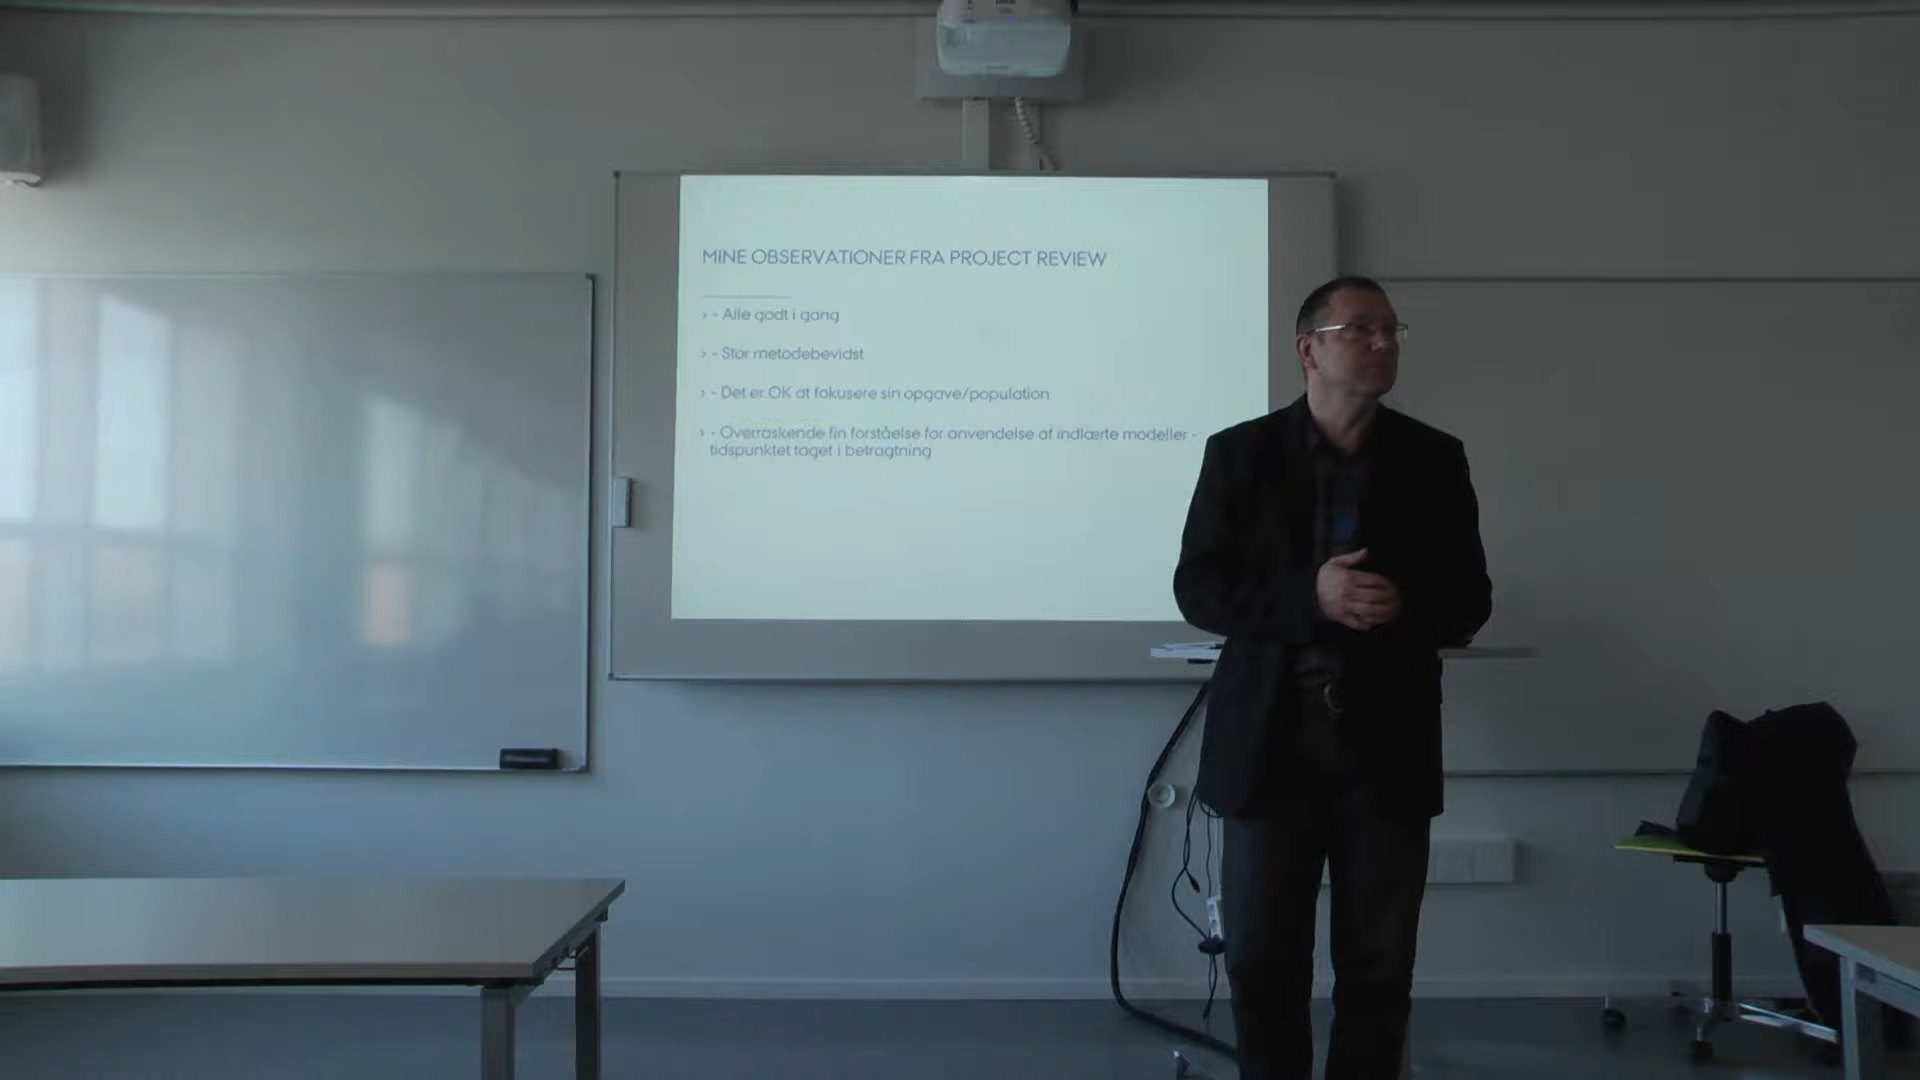 MINE OBSERVATIONER FRA PROJECT REVIEW
› - Alle godt i gang
› - Stor metodebevidst
› - Det er OK at fokusere sin opgave/population
› - Overraskende fin forståelse for anvendelse af indlærte modeller -
tidspunktet taget i betragtning